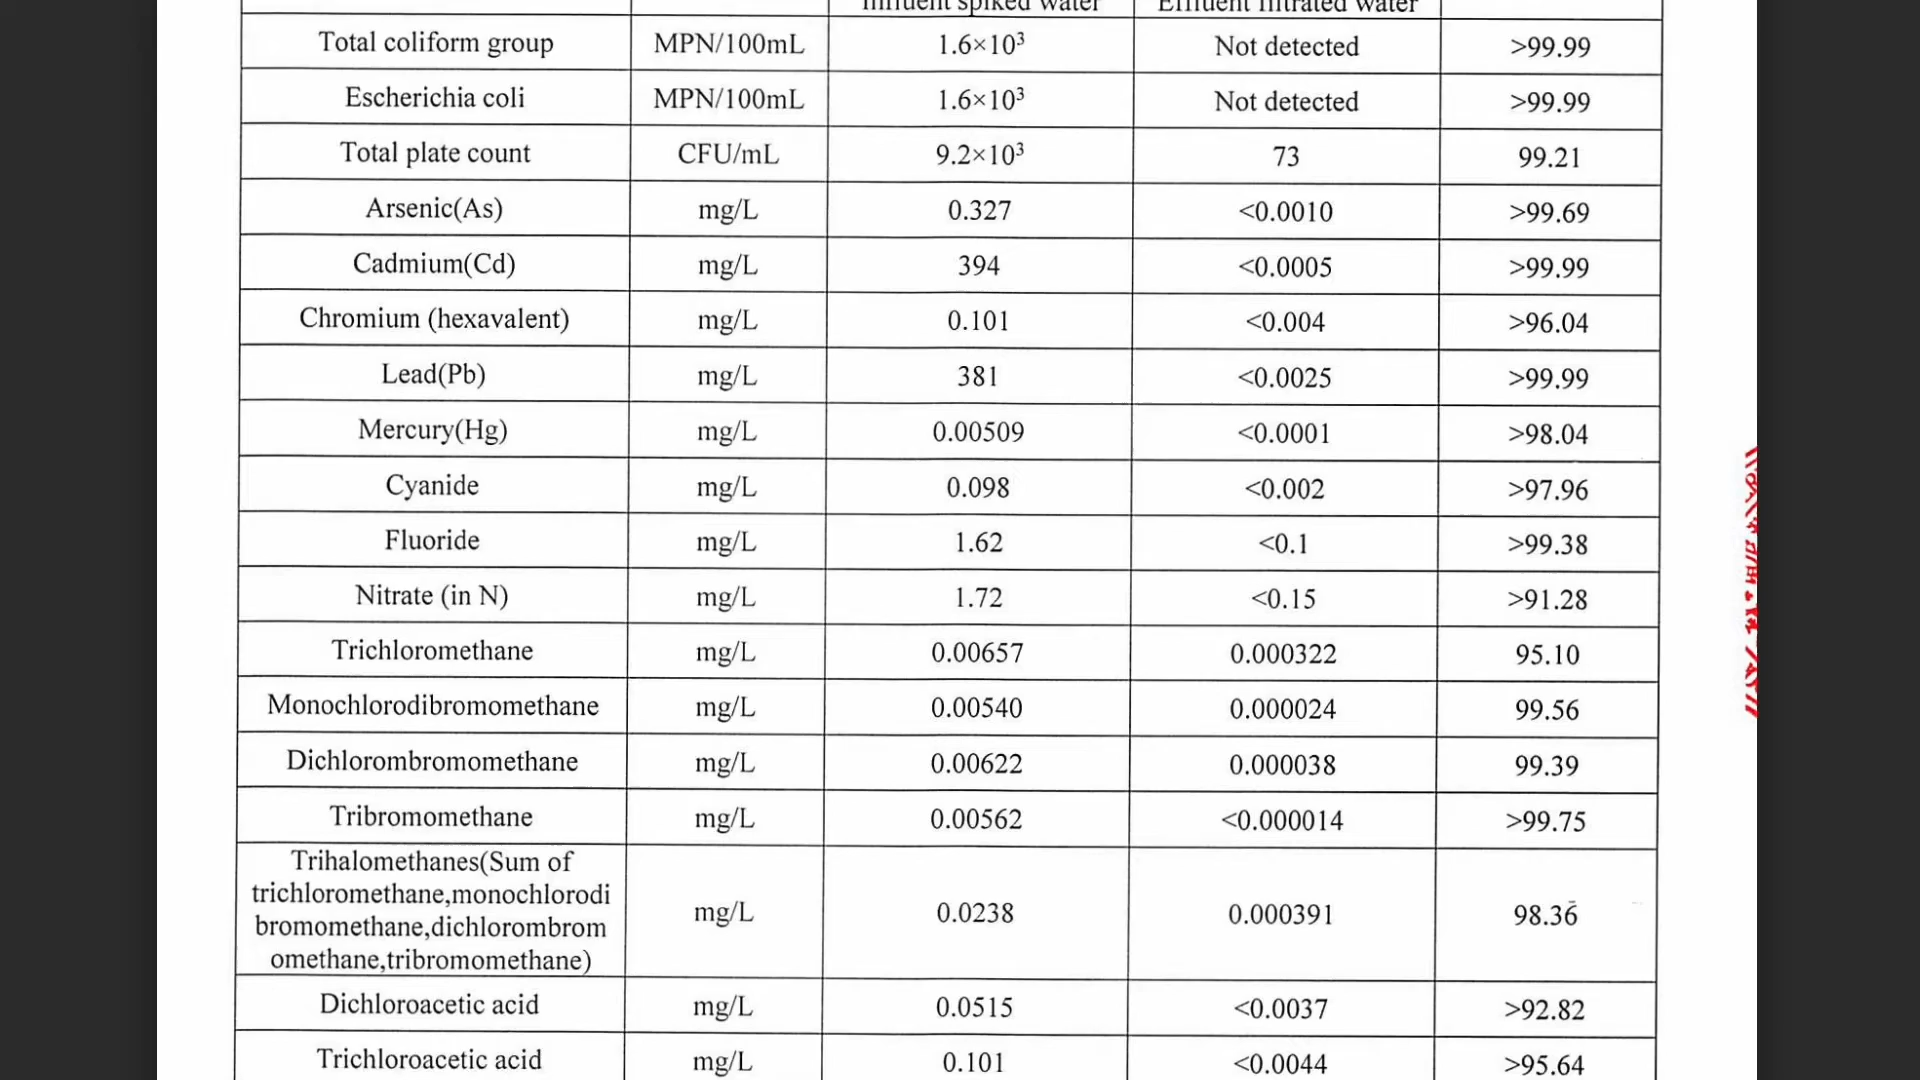 Influent spiked water Effluent filtrated water
Total coliform group MPN/100mL 1.6×10³ Not detected >99.99
Escherichia coli MPN/100mL 1.6×10³ Not detected >99.99
Total plate count CFU/mL 9.2×10³ 73 99.21
Arsenic(As) mg/L 0.327 <0.0010 >99.69
Cadmium(Cd) mg/L 394 <0.0005 >99.99
Chromium (hexavalent) mg/L 0.101 <0.004 >96.04
Lead(Pb) mg/L 381 <0.0025 >99.99
Mercury(Hg) mg/L 0.00509 <0.0001 >98.04
Cyanide mg/L 0.098 <0.002 >97.96
Fluoride mg/L 1.62 <0.1 >99.38
Nitrate (in N) mg/L 1.72 <0.15 >91.28
Trichloromethane mg/L 0.00657 0.000322 95.10
Monochlorodibromomethane mg/L 0.00540 0.000024 99.56
Dichlorombromomethane mg/L 0.00622 0.000038 99.39
Tribromomethane mg/L 0.00562 <0.000014 >99.75
Trihalomethanes(Sum of
trichloromethane,monochlorodi
bromomethane,dichlorombrom
omethane,tribromomethane) mg/L 0.0238 0.000391 98.36
Dichloroacetic acid mg/L 0.0515 <0.0037 >92.82
Trichloroacetic acid mg/L 0.101 <0.0044 >95.64